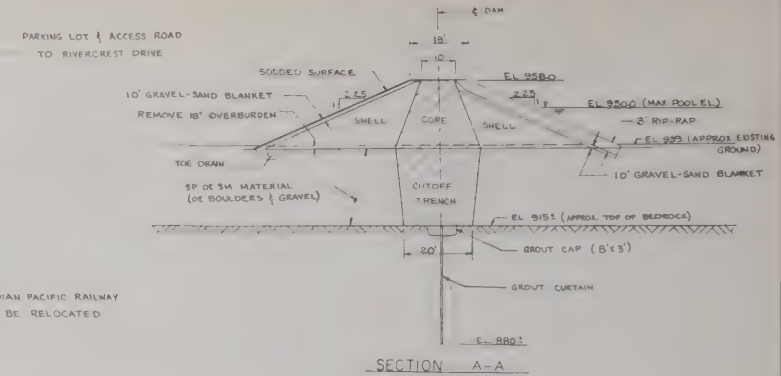 PARKING LOT & ACCESS ROAD
TO RIVERCREST DRIVE
℄ DAM
18'
10'
SODDED SURFACE
EL 958.0
10' GRAVEL-SAND BLANKET
2.25
1
2.25
1
EL 950.0 (MAX POOL EL.)
REMOVE 18" OVERBURDEN
SHELL
CORE
SHELL
3' RIP-RAP
EL 939 (APPROX EXISTING
GROUND)
TOE DRAIN
10' GRAVEL-SAND BLANKET
SP OR SM MATERIAL
(OR BOULDERS & GRAVEL)
CUTOFF
TRENCH
EL 915± (APPROX. TOP OF BEDROCK)
20'
GROUT CAP (8'x3')
DIAN PACIFIC RAILWAY
BE RELOCATED
GROUT CURTAIN
EL 880±
SECTION A-A